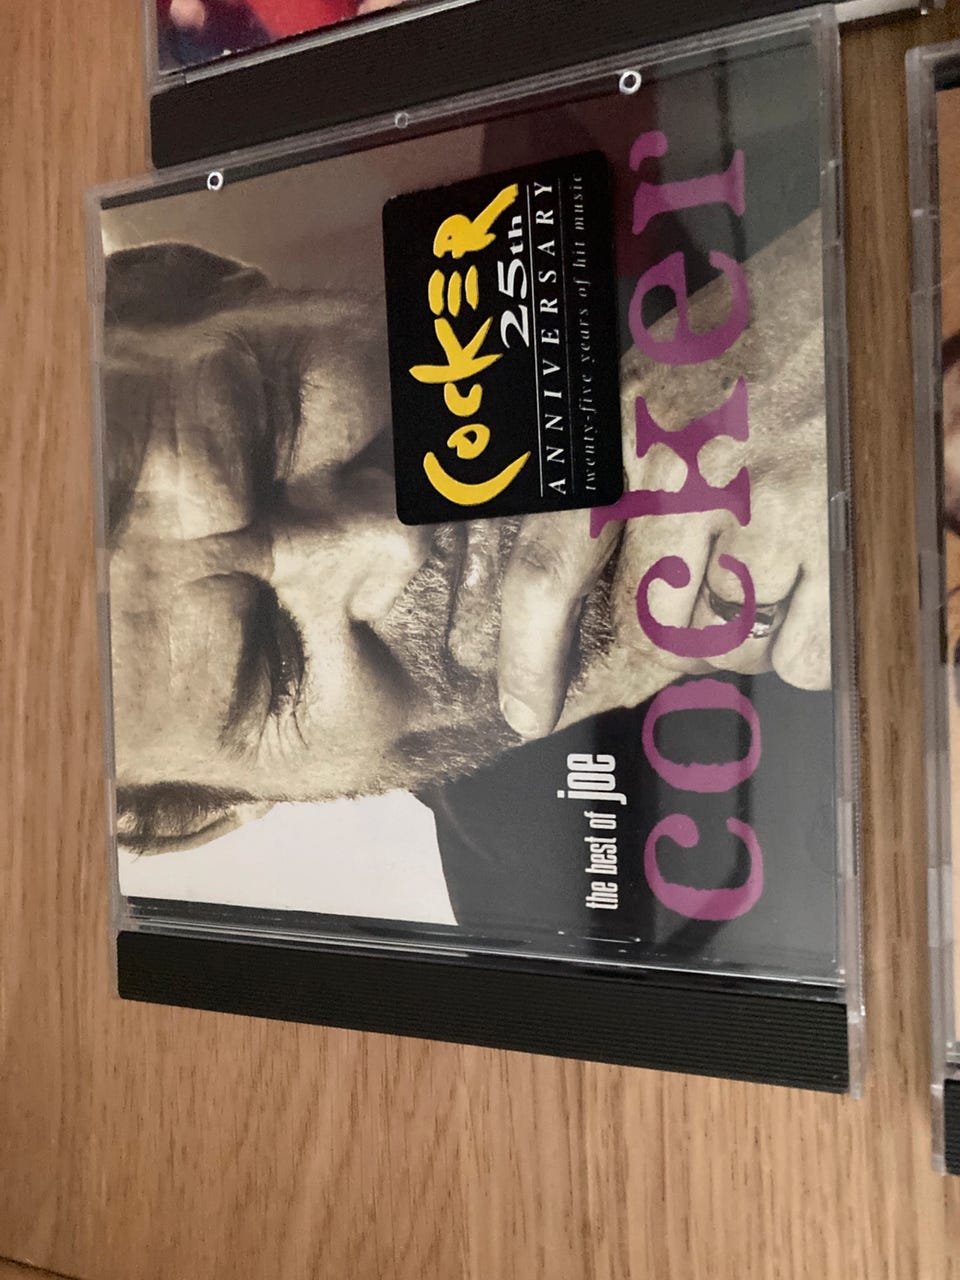 COCKER
25th
ANNIVERSARY
twenty-five years of hit music
the best of joe
cocker